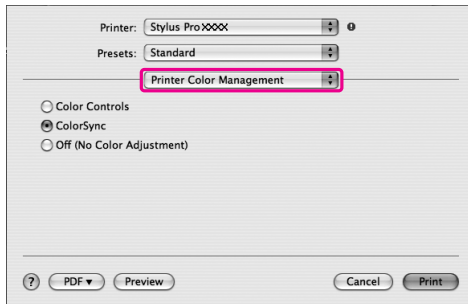 Printer: Stylus Pro XXXX
Presets: Standard
Printer Color Management
Color Controls
ColorSync
Off (No Color Adjustment)
? PDF▼ Preview Cancel Print